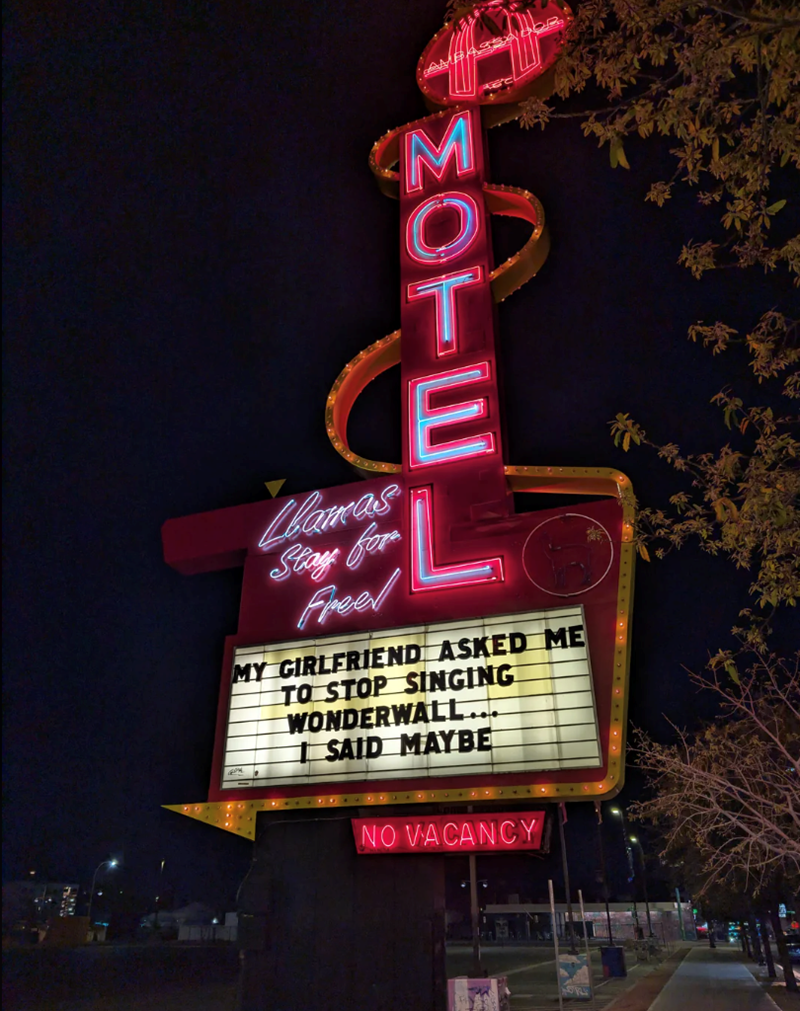 AMBASSADOR
MOTEL
Llamas
Stay for
Free!
MY GIRLFRIEND ASKED ME
TO STOP SINGING
WONDERWALL...
I SAID MAYBE
NO VACANCY